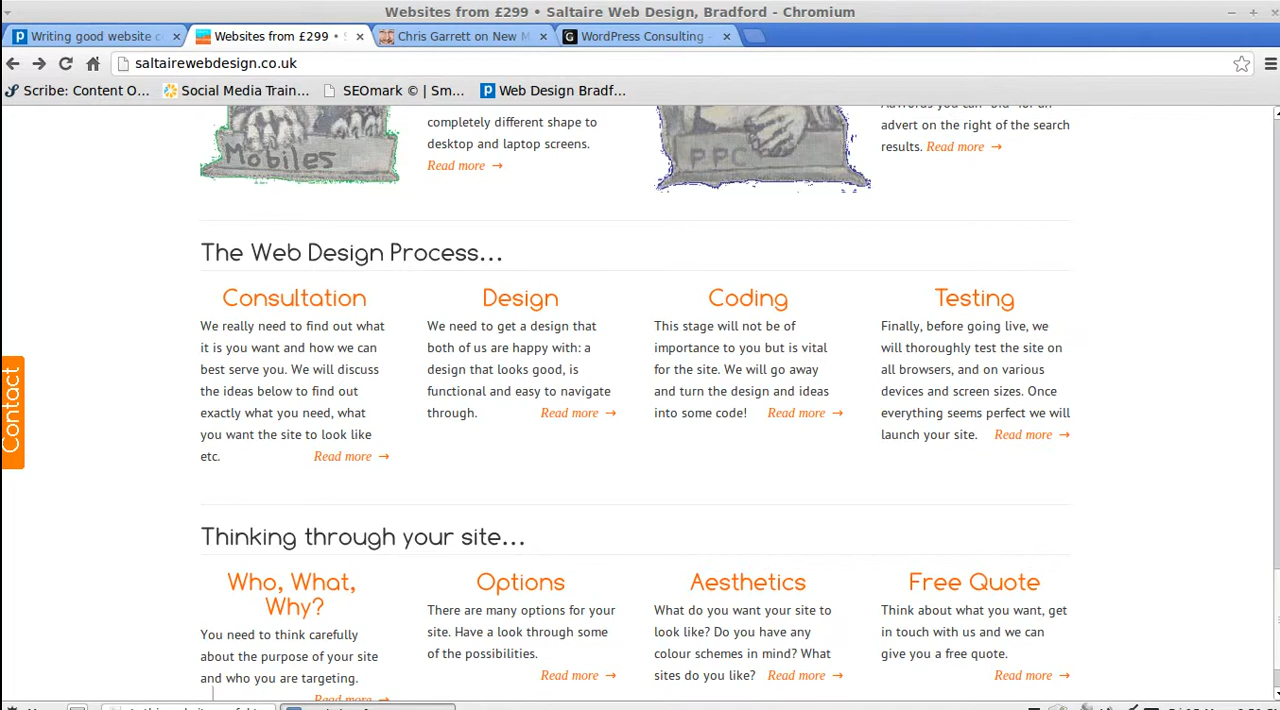 Websites from £299 • Saltaire Web Design, Bradford - Chromium
Writing good website c
Websites from £299 •
Chris Garrett on New M
WordPress Consulting -
saltairewebdesign.co.uk
Scribe: Content O...
Social Media Train...
SEOmark © | Sm...
Web Design Bradf...
Mobiles
completely different shape to
desktop and laptop screens.
Read more →
PPC
advert on the right of the search
results. Read more →
The Web Design Process...
Consultation
We really need to find out what
it is you want and how we can
best serve you. We will discuss
the ideas below to find out
exactly what you need, what
you want the site to look like
etc. Read more →
Design
We need to get a design that
both of us are happy with: a
design that looks good, is
functional and easy to navigate
through. Read more →
Coding
This stage will not be of
importance to you but is vital
for the site. We will go away
and turn the design and ideas
into some code! Read more →
Testing
Finally, before going live, we
will thoroughly test the site on
all browsers, and on various
devices and screen sizes. Once
everything seems perfect we will
launch your site. Read more →
Contact
Thinking through your site...
Who, What,
Why?
You need to think carefully
about the purpose of your site
and who you are targeting.
Read more →
Options
There are many options for your
site. Have a look through some
of the possibilities.
Read more →
Aesthetics
What do you want your site to
look like? Do you have any
colour schemes in mind? What
sites do you like? Read more →
Free Quote
Think about what you want, get
in touch with us and we can
give you a free quote.
Read more →